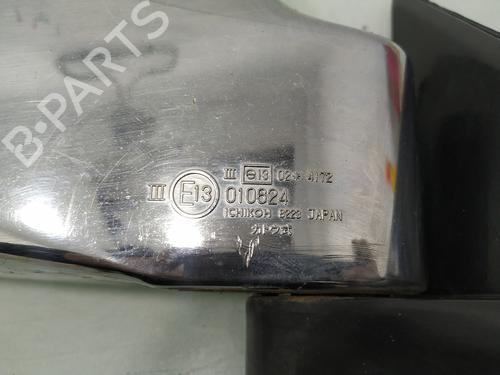 B-PARTS
III e13 02*4172
III E13 010824
ICHIKOH 8223 JAPAN